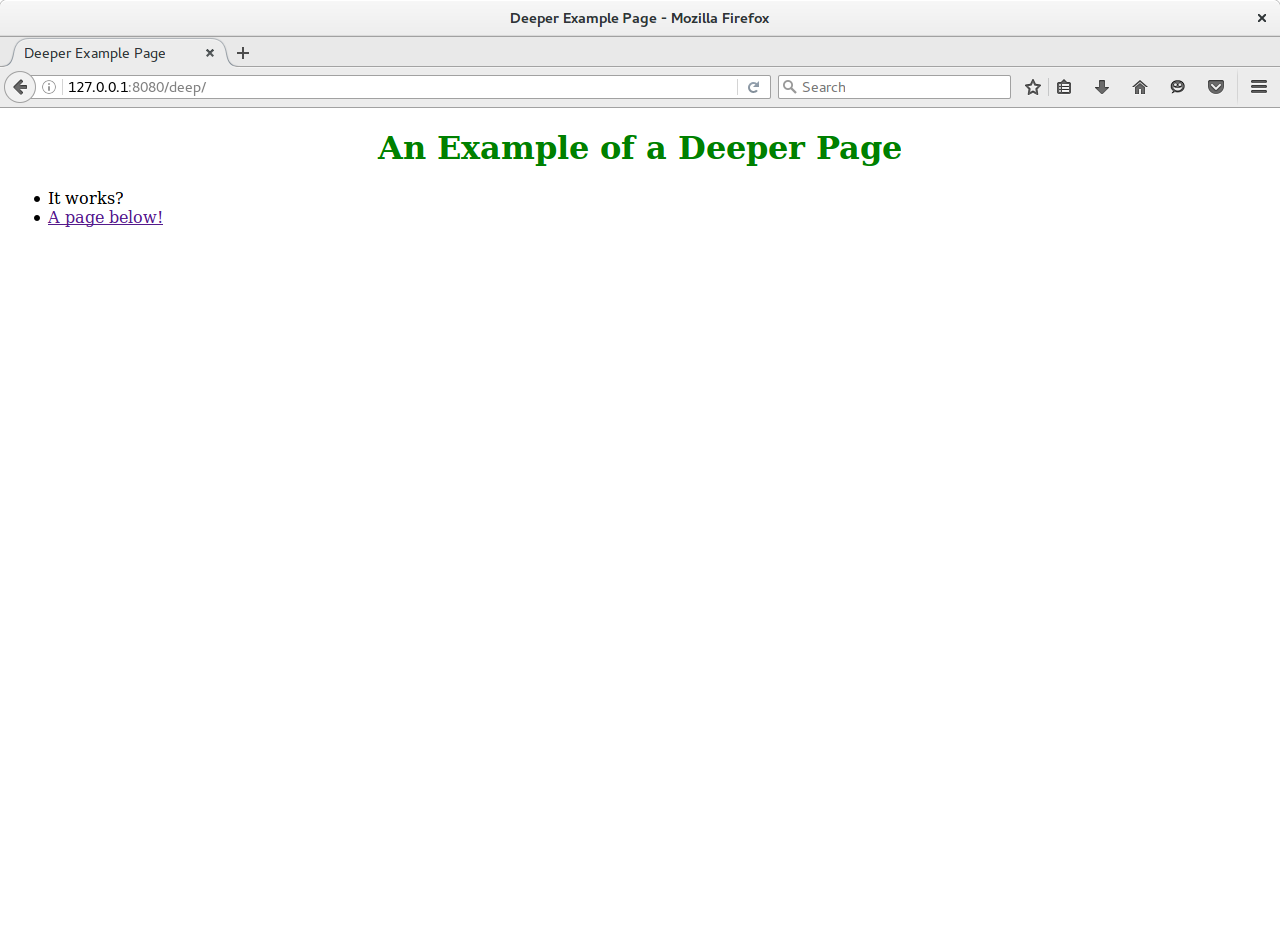 Deeper Example Page - Mozilla Firefox
Deeper Example Page
127.0.0.1:8080/deep/
Search
An Example of a Deeper Page
It works?
A page below!